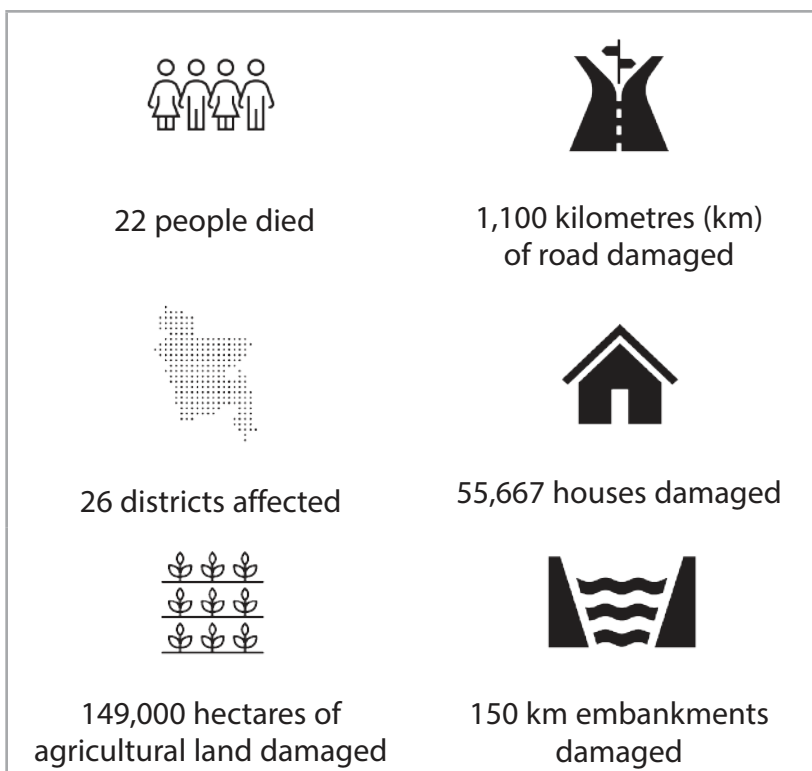 22 people died
1,100 kilometres (km)
of road damaged
26 districts affected
55,667 houses damaged
149,000 hectares of
agricultural land damaged
150 km embankments
damaged